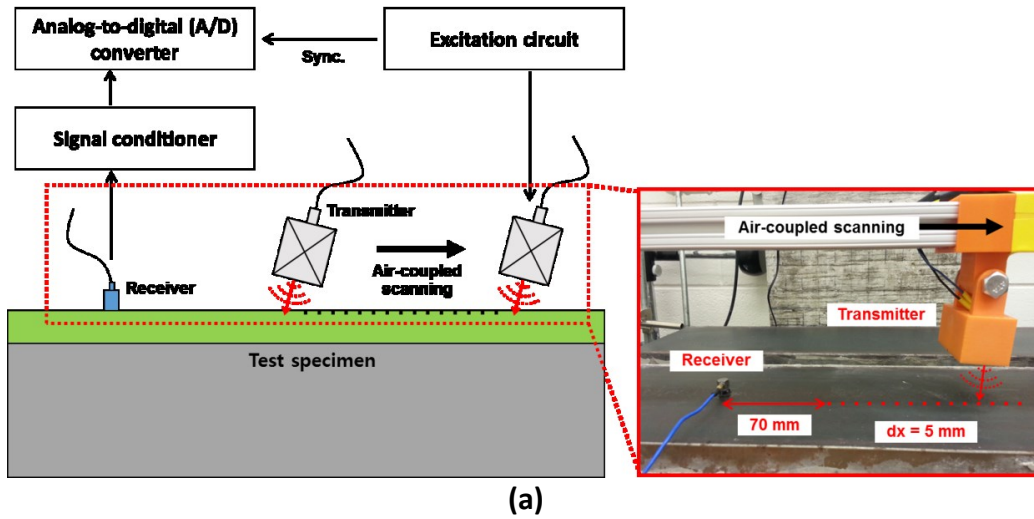 Analog-to-digital (A/D)
converter
Sync.
Excitation circuit
Signal conditioner
Transmitter
Air-coupled
scanning
Receiver
Test specimen
Air-coupled scanning
Transmitter
Receiver
70 mm
dx = 5 mm
(a)